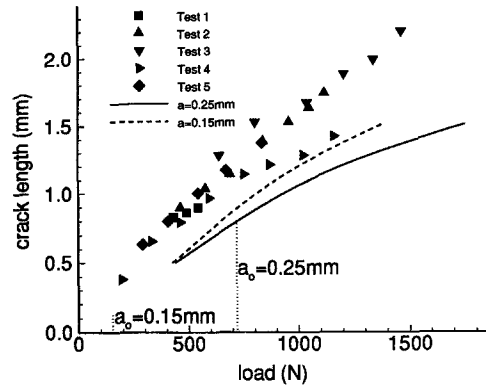 Test 1
Test 2
Test 3
Test 4
Test 5
a=0.25mm
a=0.15mm
crack length (mm)
2.0
1.5
1.0
0.5
0.0
aₒ=0.25mm
aₒ=0.15mm
0
500
1000
1500
load (N)